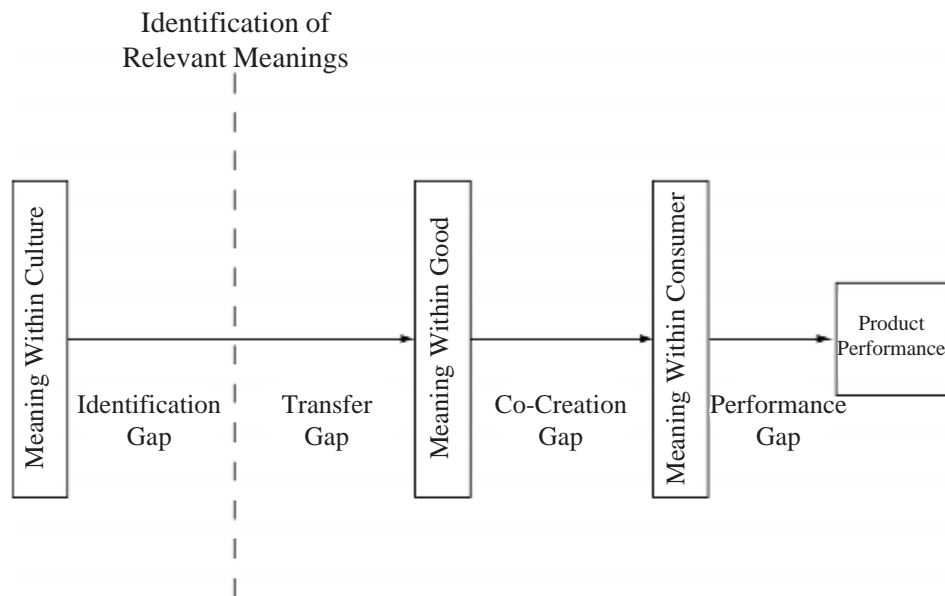 Identification of
Relevant Meanings
Meaning Within Culture
Identification
Gap
Transfer
Gap
Meaning Within Good
Co-Creation
Gap
Meaning Within Consumer
Performance
Gap
Product
Performance